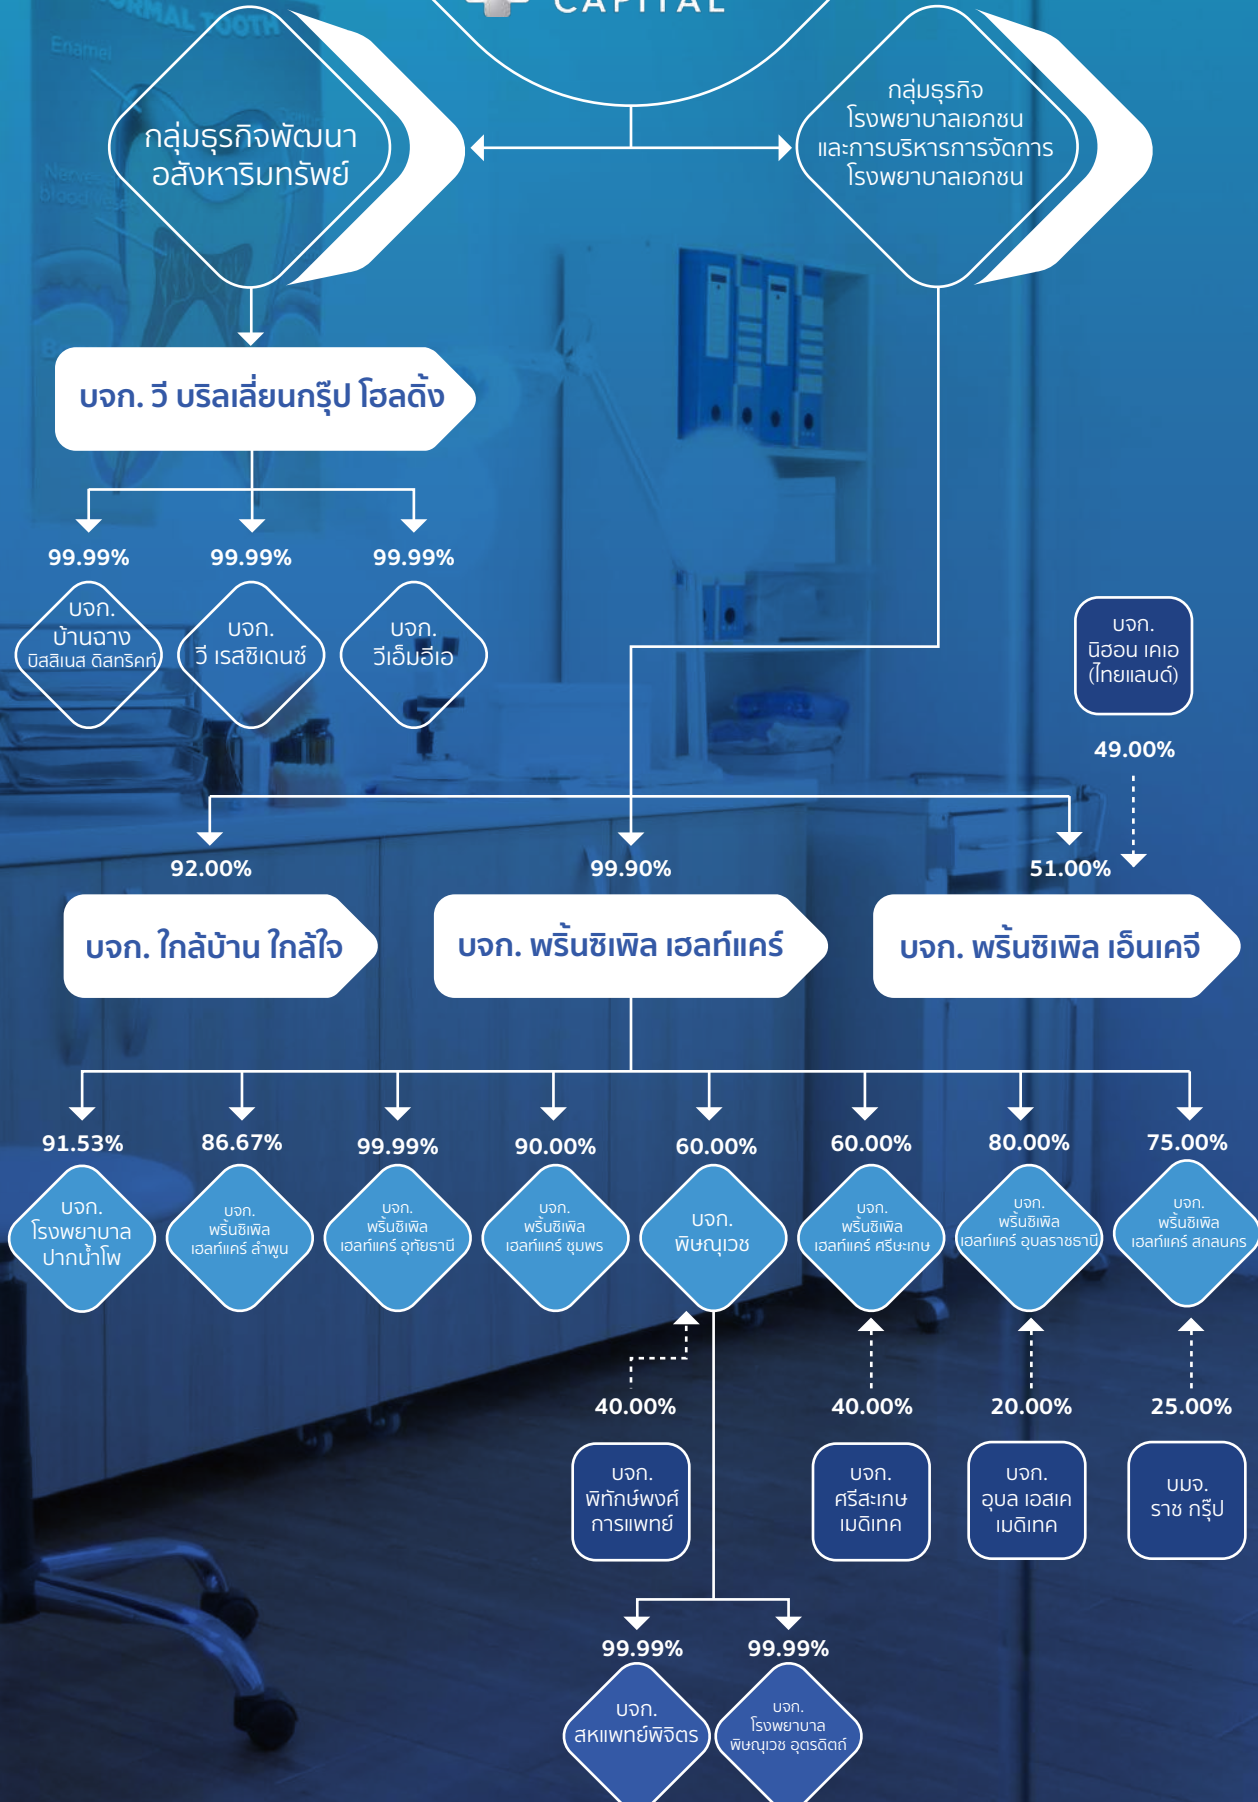 CAPITAL
NORMAL TOOTH
Enamel
กลุ่มธุรกิจพัฒนา
อสังหาริมทรัพย์
กลุ่มธุรกิจ
โรงพยาบาลเอกชน
และการบริหารการจัดการ
โรงพยาบาลเอกชน
บจก. วี บริลเลี่ยนกรุ๊ป โฮลดิ้ง
99.99%
99.99%
99.99%
บจก.
บ้านฉาง
บิสสิเนส ดิสทริคท์
บจก.
วี เรสซิเดนซ์
บจก.
วีเอ็มอีเอ
บจก.
นิฮอน เคเอ
(ไทยแลนด์)
49.00%
92.00%
99.90%
51.00%
บจก. ใกล้บ้าน ใกล้ใจ
บจก. พริ้นซิเพิล เฮลท์แคร์
บจก. พริ้นซิเพิล เอ็นเคจี
91.53%
86.67%
99.99%
90.00%
60.00%
60.00%
80.00%
75.00%
บจก.
โรงพยาบาล
ปากน้ำโพ
บจก.
พริ้นซิเพิล
เฮลท์แคร์ ลำพูน
บจก.
พริ้นซิเพิล
เฮลท์แคร์ อุทัยธานี
บจก.
พริ้นซิเพิล
เฮลท์แคร์ ชุมพร
บจก.
พิษณุเวช
บจก.
พริ้นซิเพิล
เฮลท์แคร์ ศรีษะเกษ
บจก.
พริ้นซิเพิล
เฮลท์แคร์ อุบลราชธานี
บจก.
พริ้นซิเพิล
เฮลท์แคร์ สกลนคร
40.00%
40.00%
20.00%
25.00%
บจก.
พิทักษ์พงศ์
การแพทย์
บจก.
ศรีสะเกษ
เมดิเทค
บจก.
อุบล เอสเค
เมดิเทค
บมจ.
ราช กรุ๊ป
99.99%
99.99%
บจก.
สหแพทย์พิจิตร
บจก.
โรงพยาบาล
พิษณุเวช อุตรดิตถ์